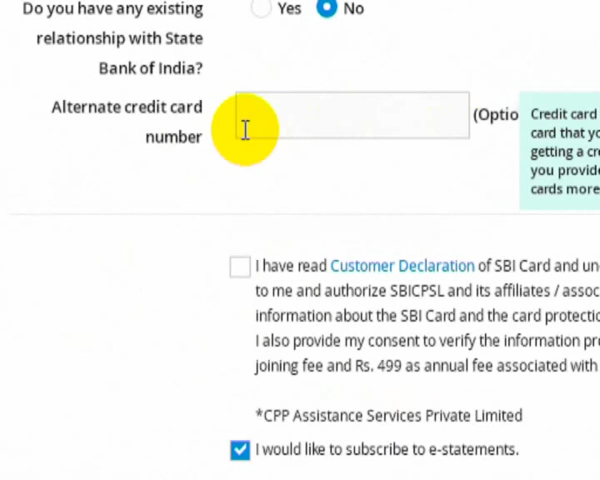 Do you have any existing
relationship with State
Bank of India?
Yes
No
Alternate credit card
number
(Optio
Credit card
card that yo
getting a cr
you provide
cards more
I have read Customer Declaration of SBI Card and un
to me and authorize SBICPSL and its affiliates / assoc
information about the SBI Card and the card protectio
I also provide my consent to verify the information pr
joining fee and Rs. 499 as annual fee associated with
*CPP Assistance Services Private Limited
I would like to subscribe to e-statements.